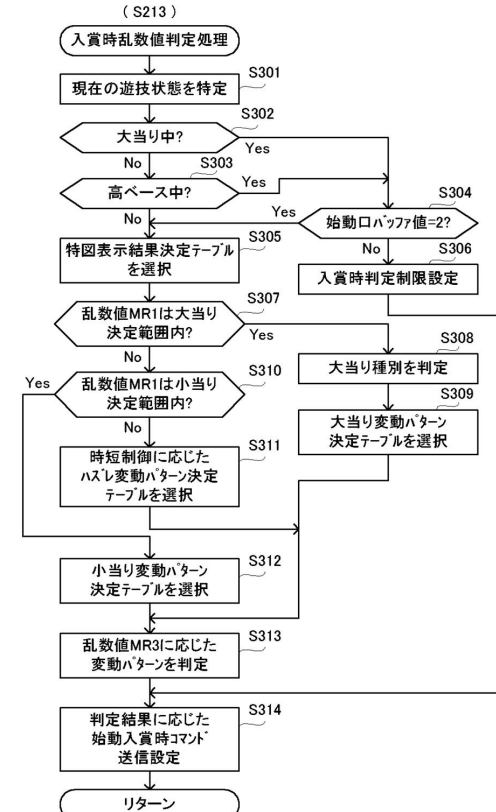 (S213)
入賞時乱数値判定処理
S301
現在の遊技状態を特定
S302
大当り中?
Yes
No
S303
高ベース中?
Yes
No
S304
始動口バッファ値=2?
Yes
No
S305
特図表示結果決定テーブル
を選択
S306
入賞時判定制限設定
S307
乱数値MR1は大当り
決定範囲内?
Yes
No
S308
大当り種別を判定
S309
大当り変動パターン
決定テーブルを選択
S310
乱数値MR1は小当り
決定範囲内?
Yes
No
S311
時短制御に応じた
ハズレ変動パターン決定
テーブルを選択
S312
小当り変動パターン
決定テーブルを選択
S313
乱数値MR3に応じた
変動パターンを判定
S314
判定結果に応じた
始動入賞時コマンド
送信設定
リターン